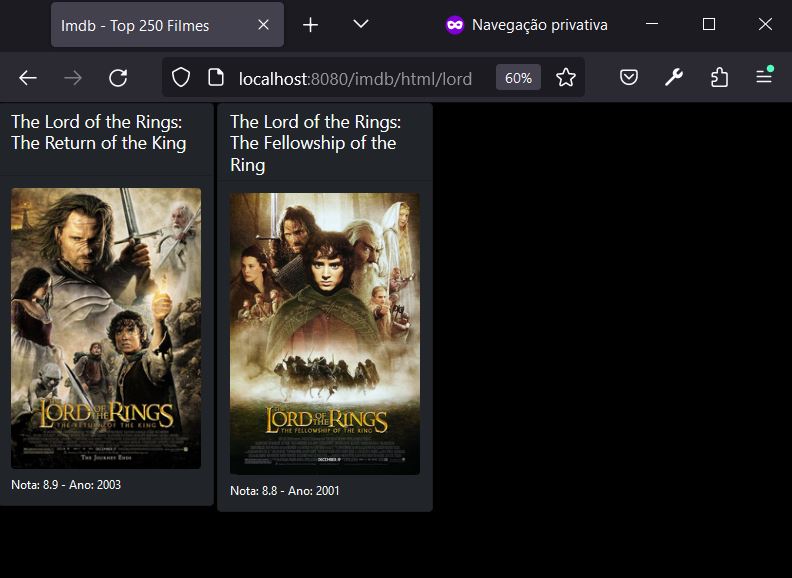 Imdb - Top 250 Filmes
Navegação privativa
localhost:8080/imdb/html/lord
60%
The Lord of the Rings:
The Return of the King
The Lord of the Rings:
The Fellowship of the
Ring
THE LORD OF THE RINGS
THE RETURN OF THE KING
THE JOURNEY ENDS
THE LORD OF THE RINGS
THE FELLOWSHIP OF THE RING
Nota: 8.9 - Ano: 2003
Nota: 8.8 - Ano: 2001